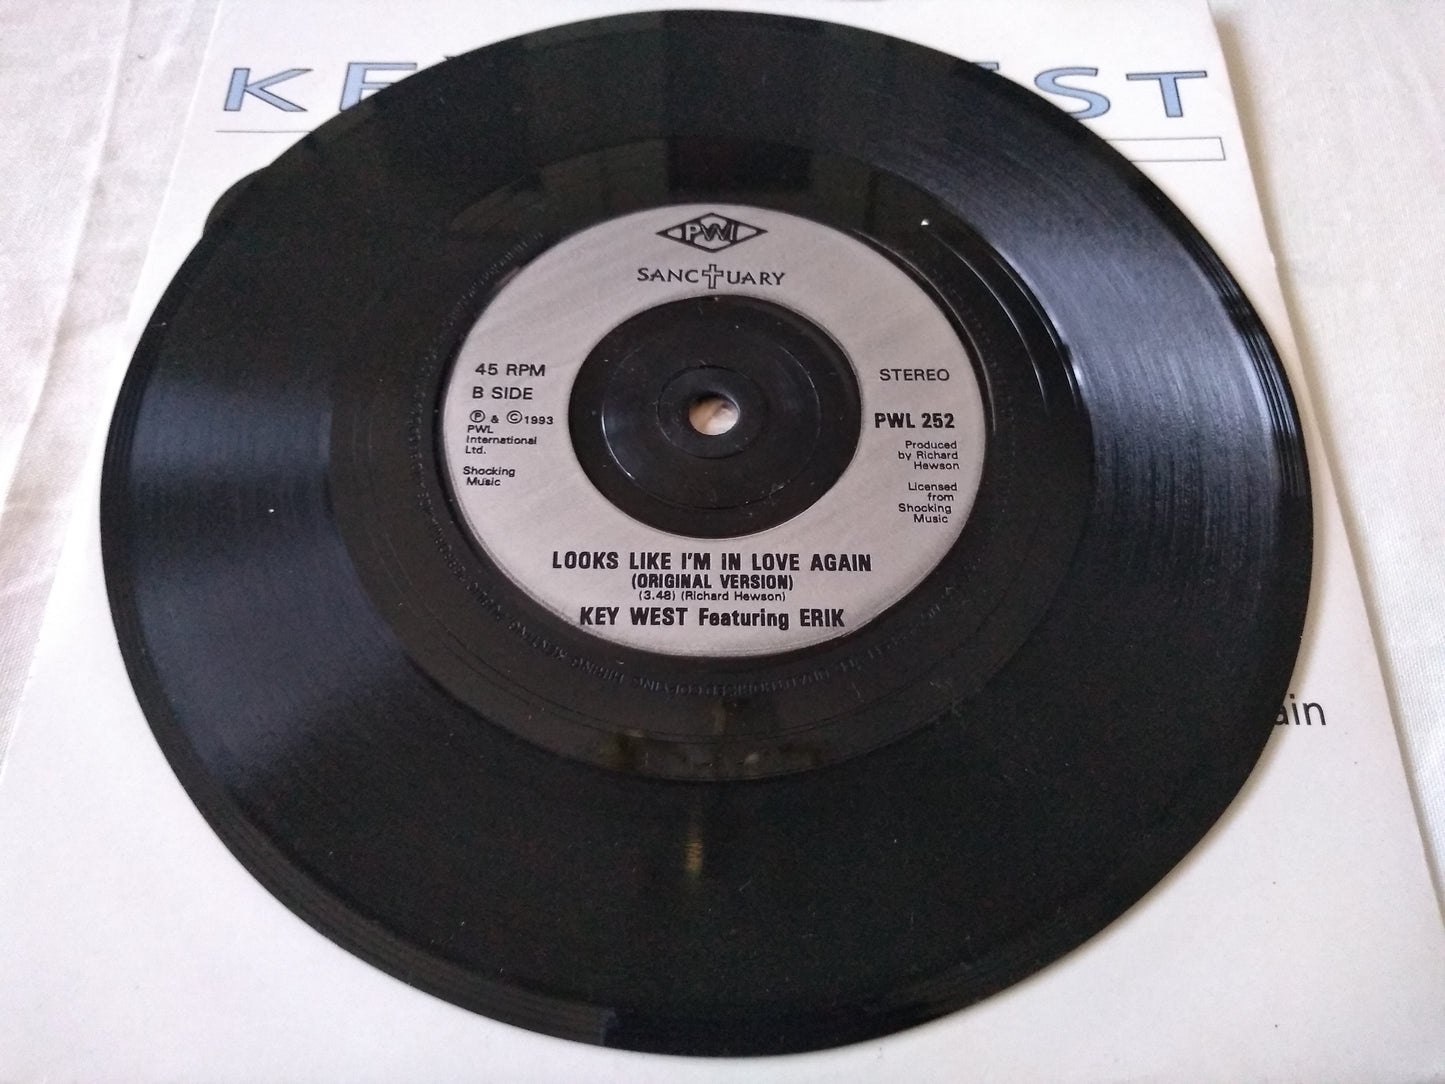 KE EST
PWL
SANCTUARY
45 RPM
B SIDE
℗ & ©1993
PWL
International
Ltd.
Shocking
Music
STEREO
PWL 252
Produced
by Richard
Hewson
Licensed
from
Shocking
Music
LOOKS LIKE I'M IN LOVE AGAIN
(ORIGINAL VERSION)
(3.48) (Richard Hewson)
KEY WEST Featuring ERIK
ain